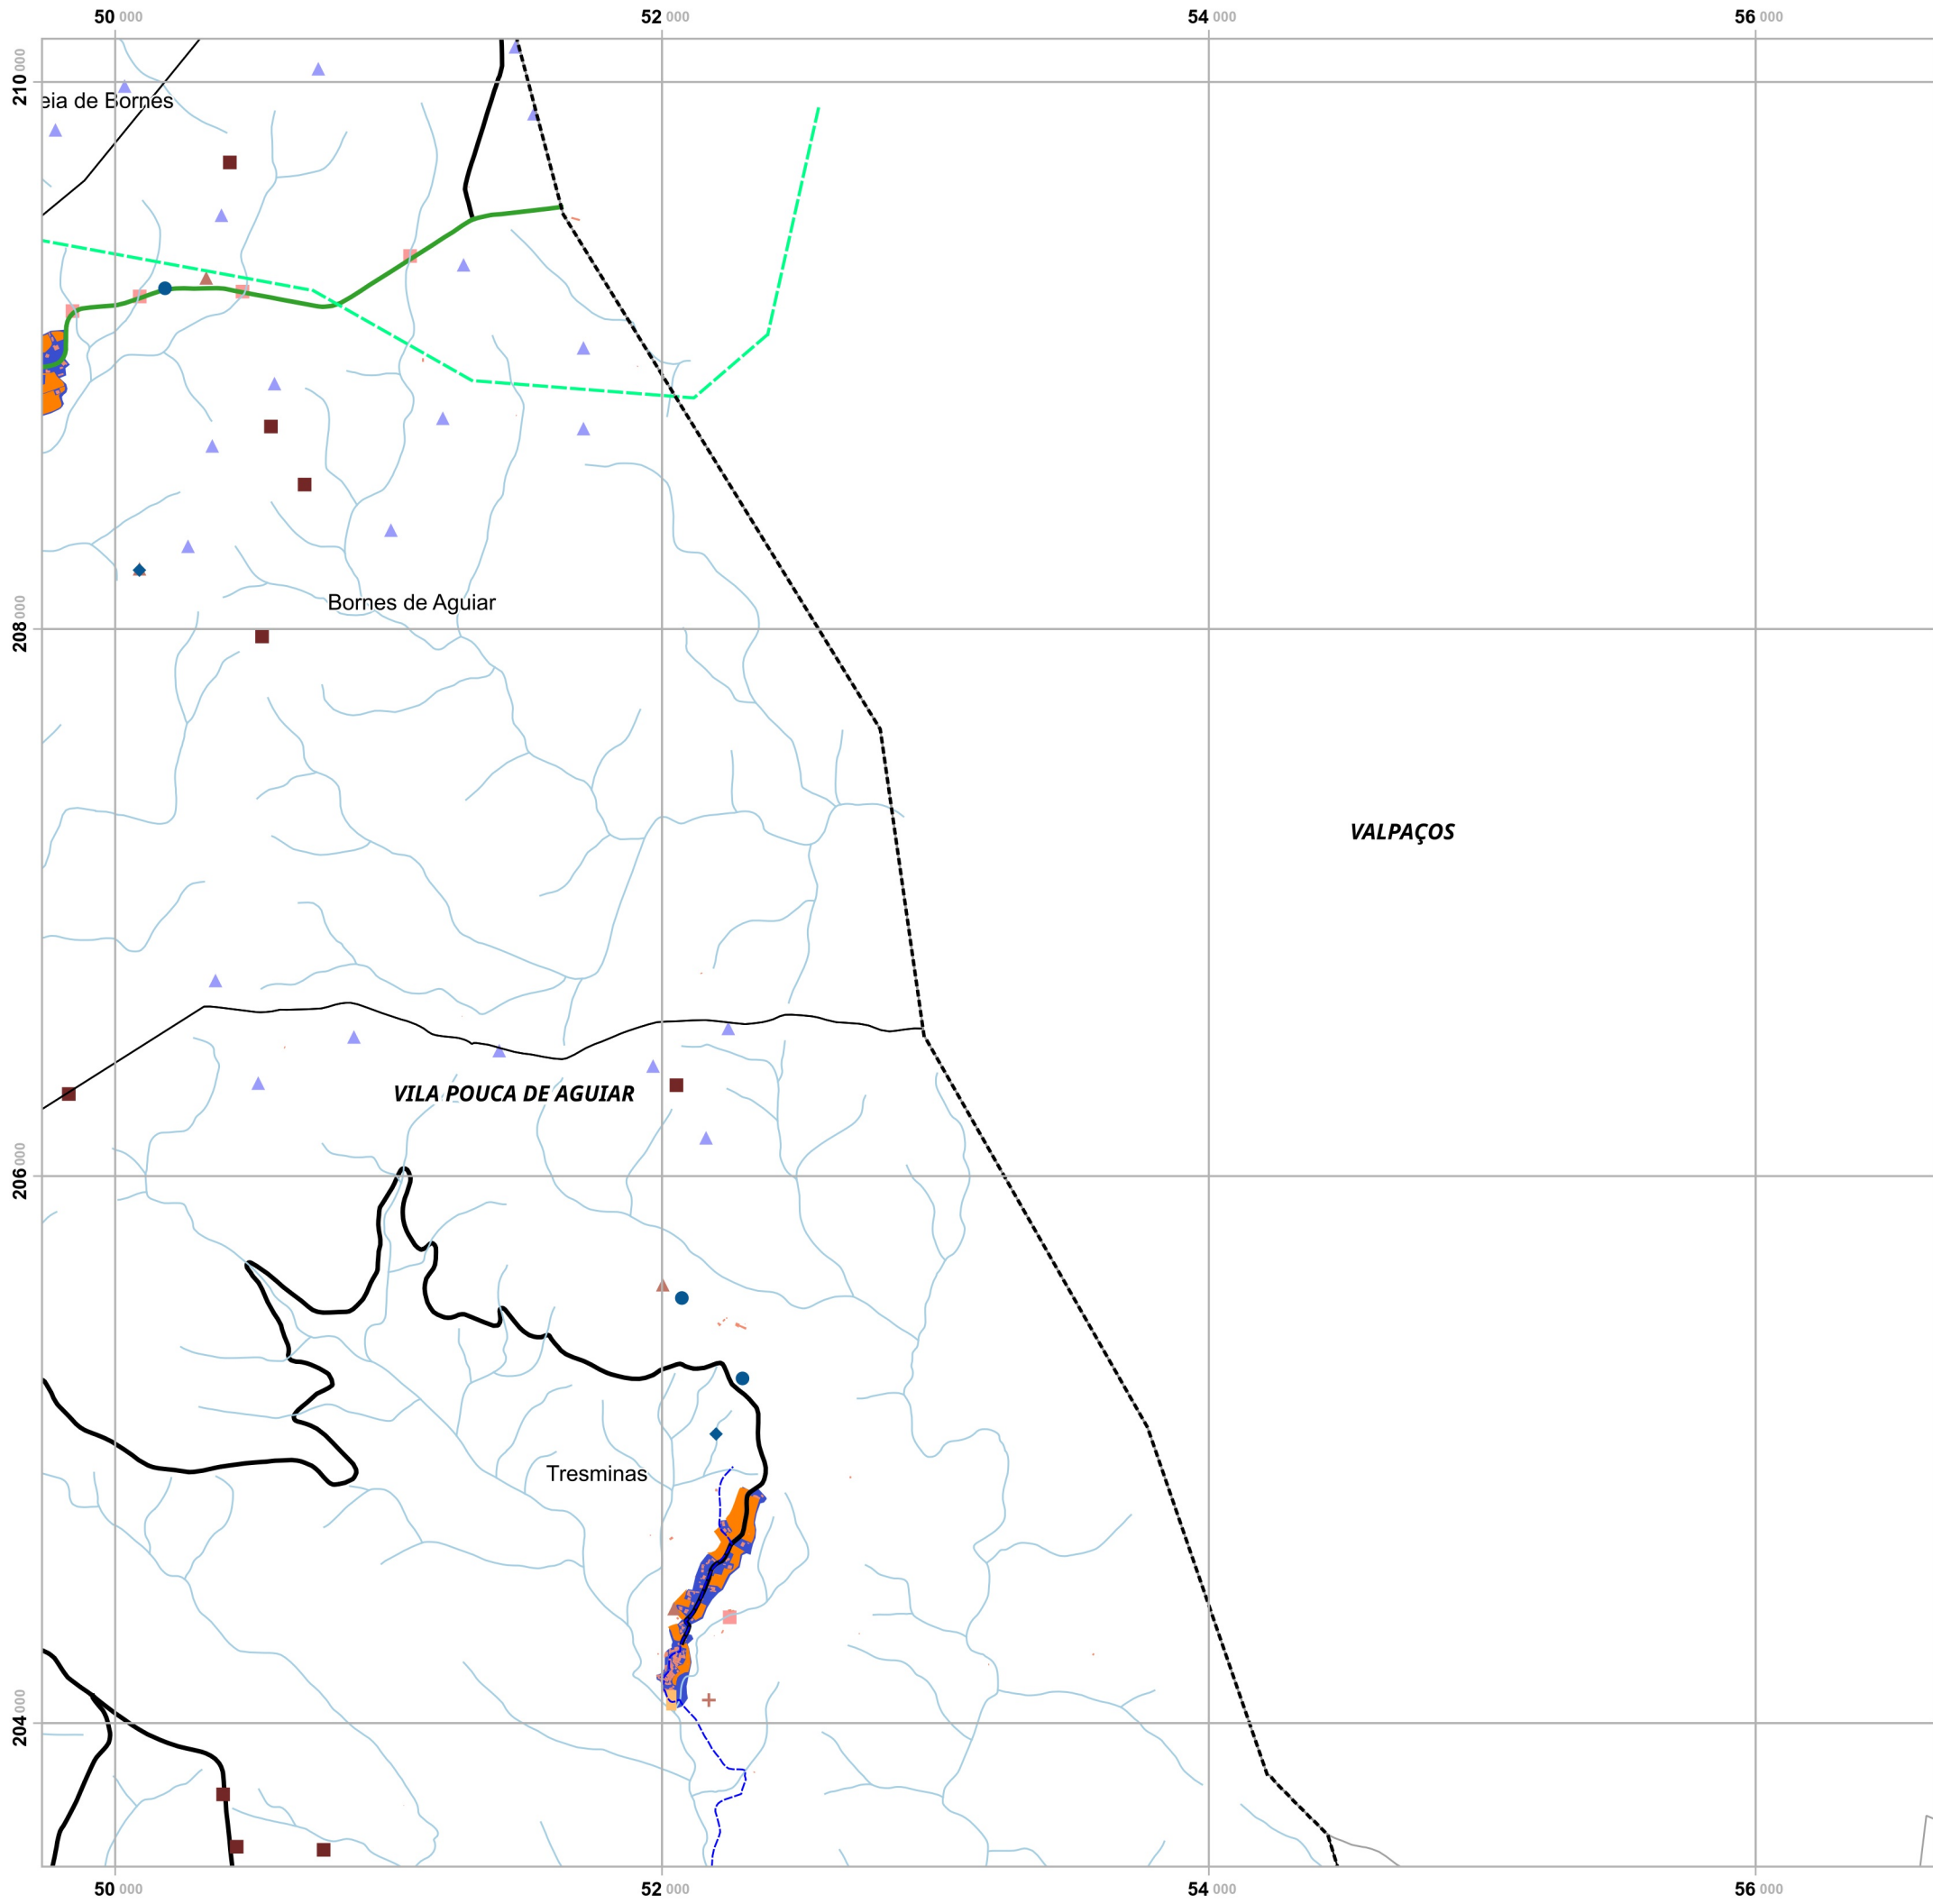 50 000 52 000 54 000 56 000
210 000
eia de Bornes
Bornes de Aguiar
208 000
VALPAÇOS
VILA POUCA DE AGUIAR
206 000
Tresminas
204 000
50 000 52 000 54 000 56 000